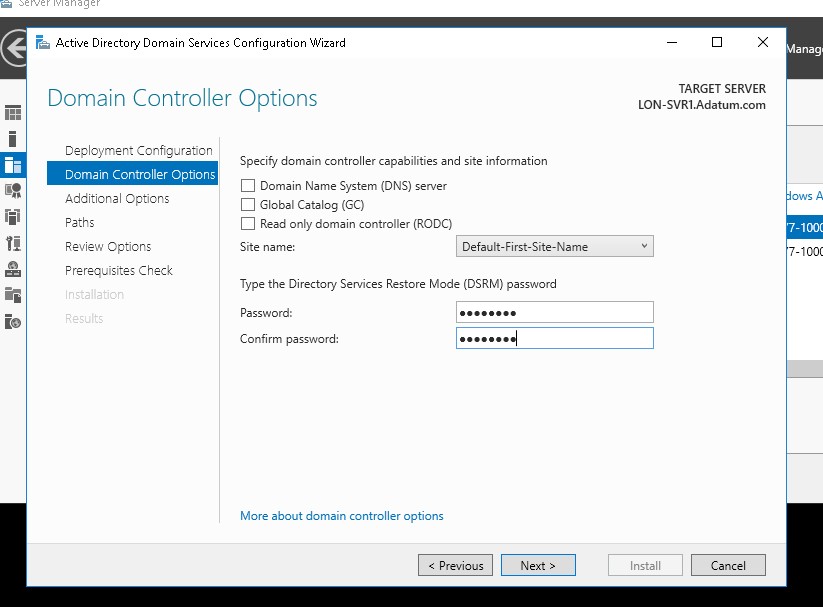 Server Manager
Active Directory Domain Services Configuration Wizard
Manag
Domain Controller Options
TARGET SERVER
LON-SVR1.Adatum.com
Deployment Configuration
Domain Controller Options
Additional Options
Paths
Review Options
Prerequisites Check
Installation
Results
Specify domain controller capabilities and site information
Domain Name System (DNS) server
Global Catalog (GC)
Read only domain controller (RODC)
Site name:
Default-First-Site-Name
Type the Directory Services Restore Mode (DSRM) password
Password:
●●●●●●●●
Confirm password:
●●●●●●●●
More about domain controller options
< Previous
Next >
Install
Cancel
dows A
7-1000
7-1000